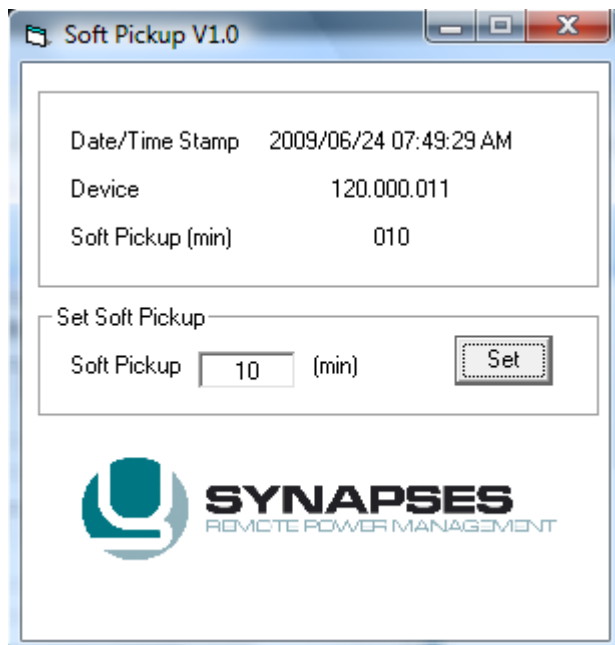 Soft Pickup V1.0
Date/Time Stamp 2009/06/24 07:49:29 AM
Device 120.000.011
Soft Pickup (min) 010
Set Soft Pickup
Soft Pickup 10 (min) Set
SYNAPSES
REMOTE POWER MANAGEMENT